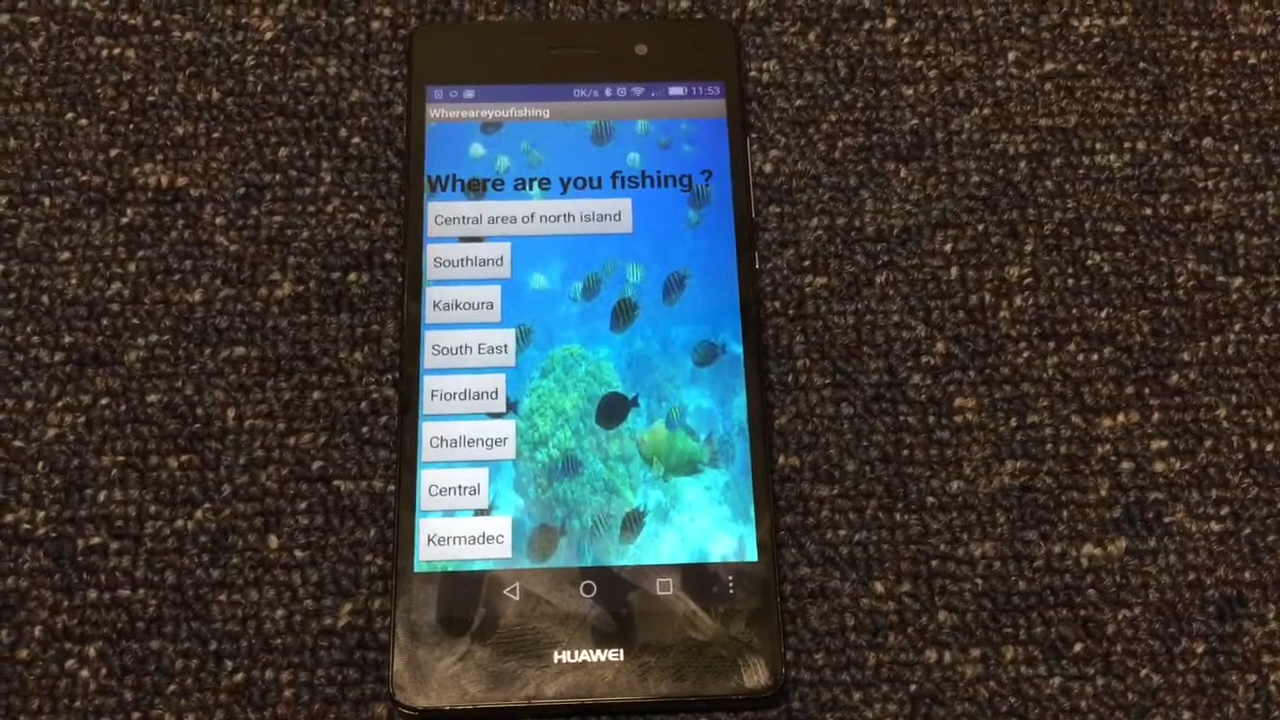 0K/s 11:53
Whereareyoufishing
Where are you fishing ?
Central area of north island
Southland
Kaikoura
South East
Fiordland
Challenger
Central
Kermadec
HUAWEI